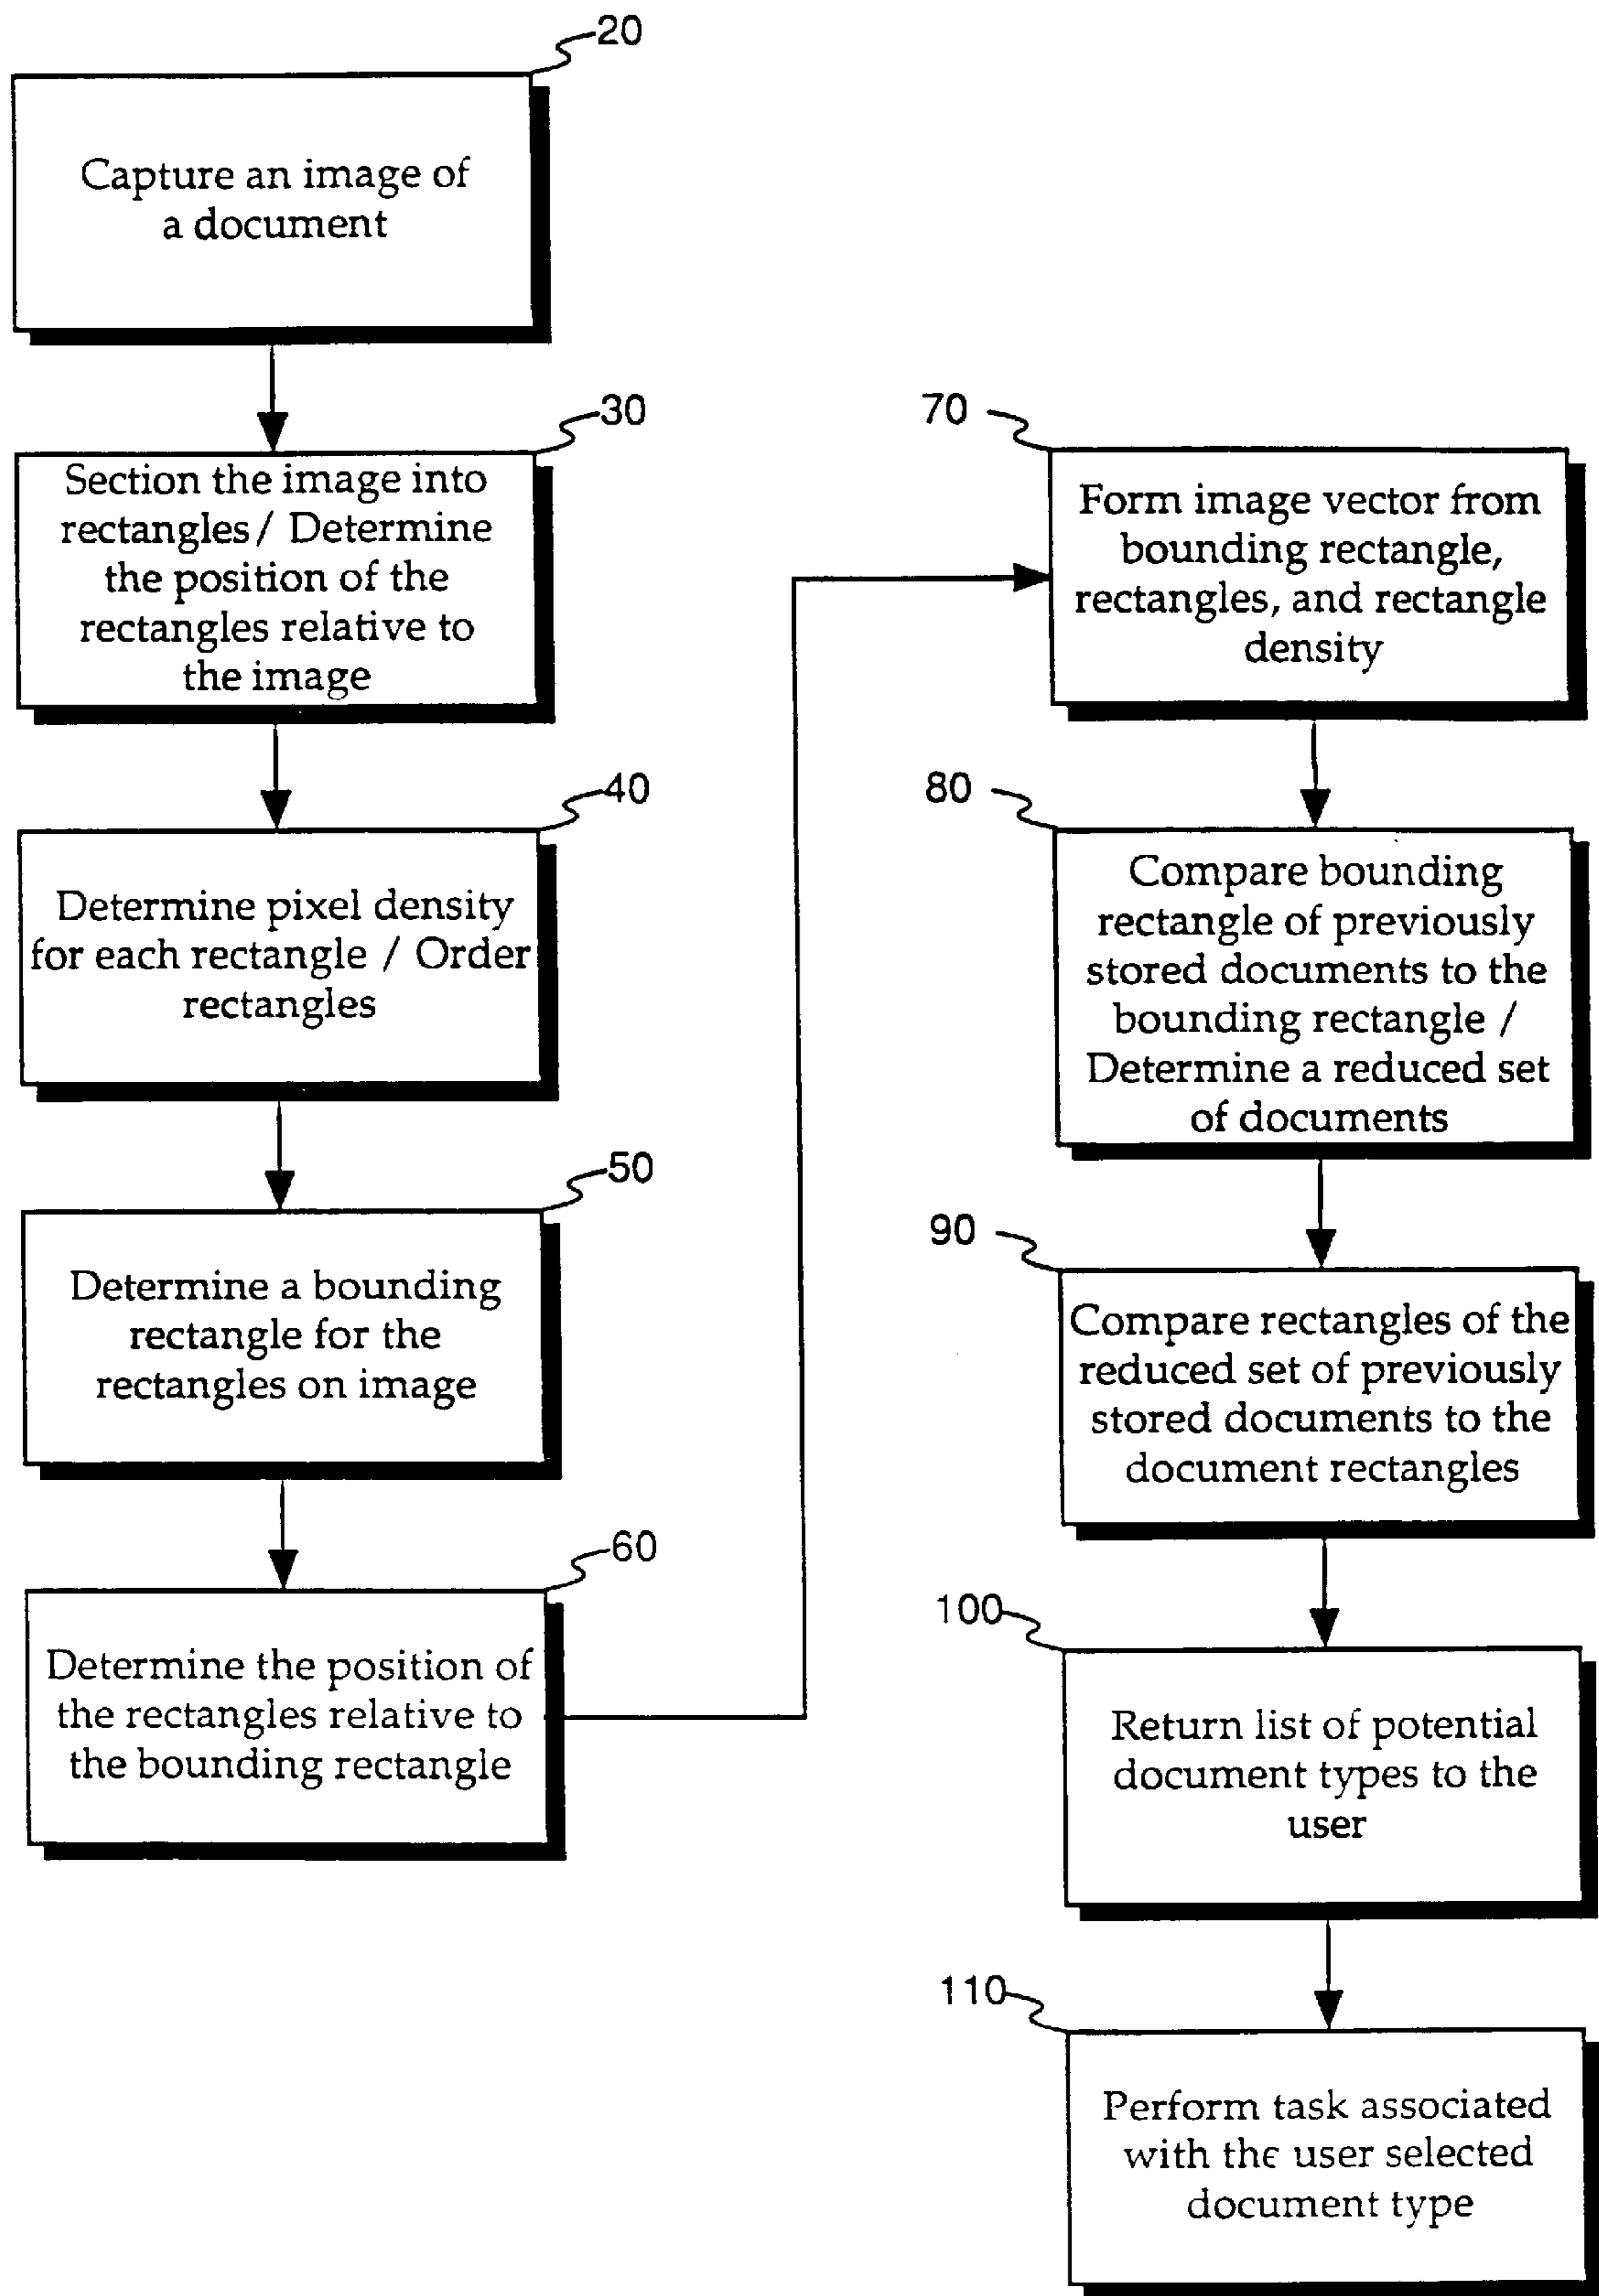 20
Capture an image of
a document
30
Section the image into
rectangles / Determine
the position of the
rectangles relative to
the image
40
Determine pixel density
for each rectangle / Order
rectangles
50
Determine a bounding
rectangle for the
rectangles on image
60
Determine the position of
the rectangles relative to
the bounding rectangle
70
Form image vector from
bounding rectangle,
rectangles, and rectangle
density
80
Compare bounding
rectangle of previously
stored documents to the
bounding rectangle /
Determine a reduced set
of documents
90
Compare rectangles of the
reduced set of previously
stored documents to the
document rectangles
100
Return list of potential
document types to the
user
110
Perform task associated
with the user selected
document type